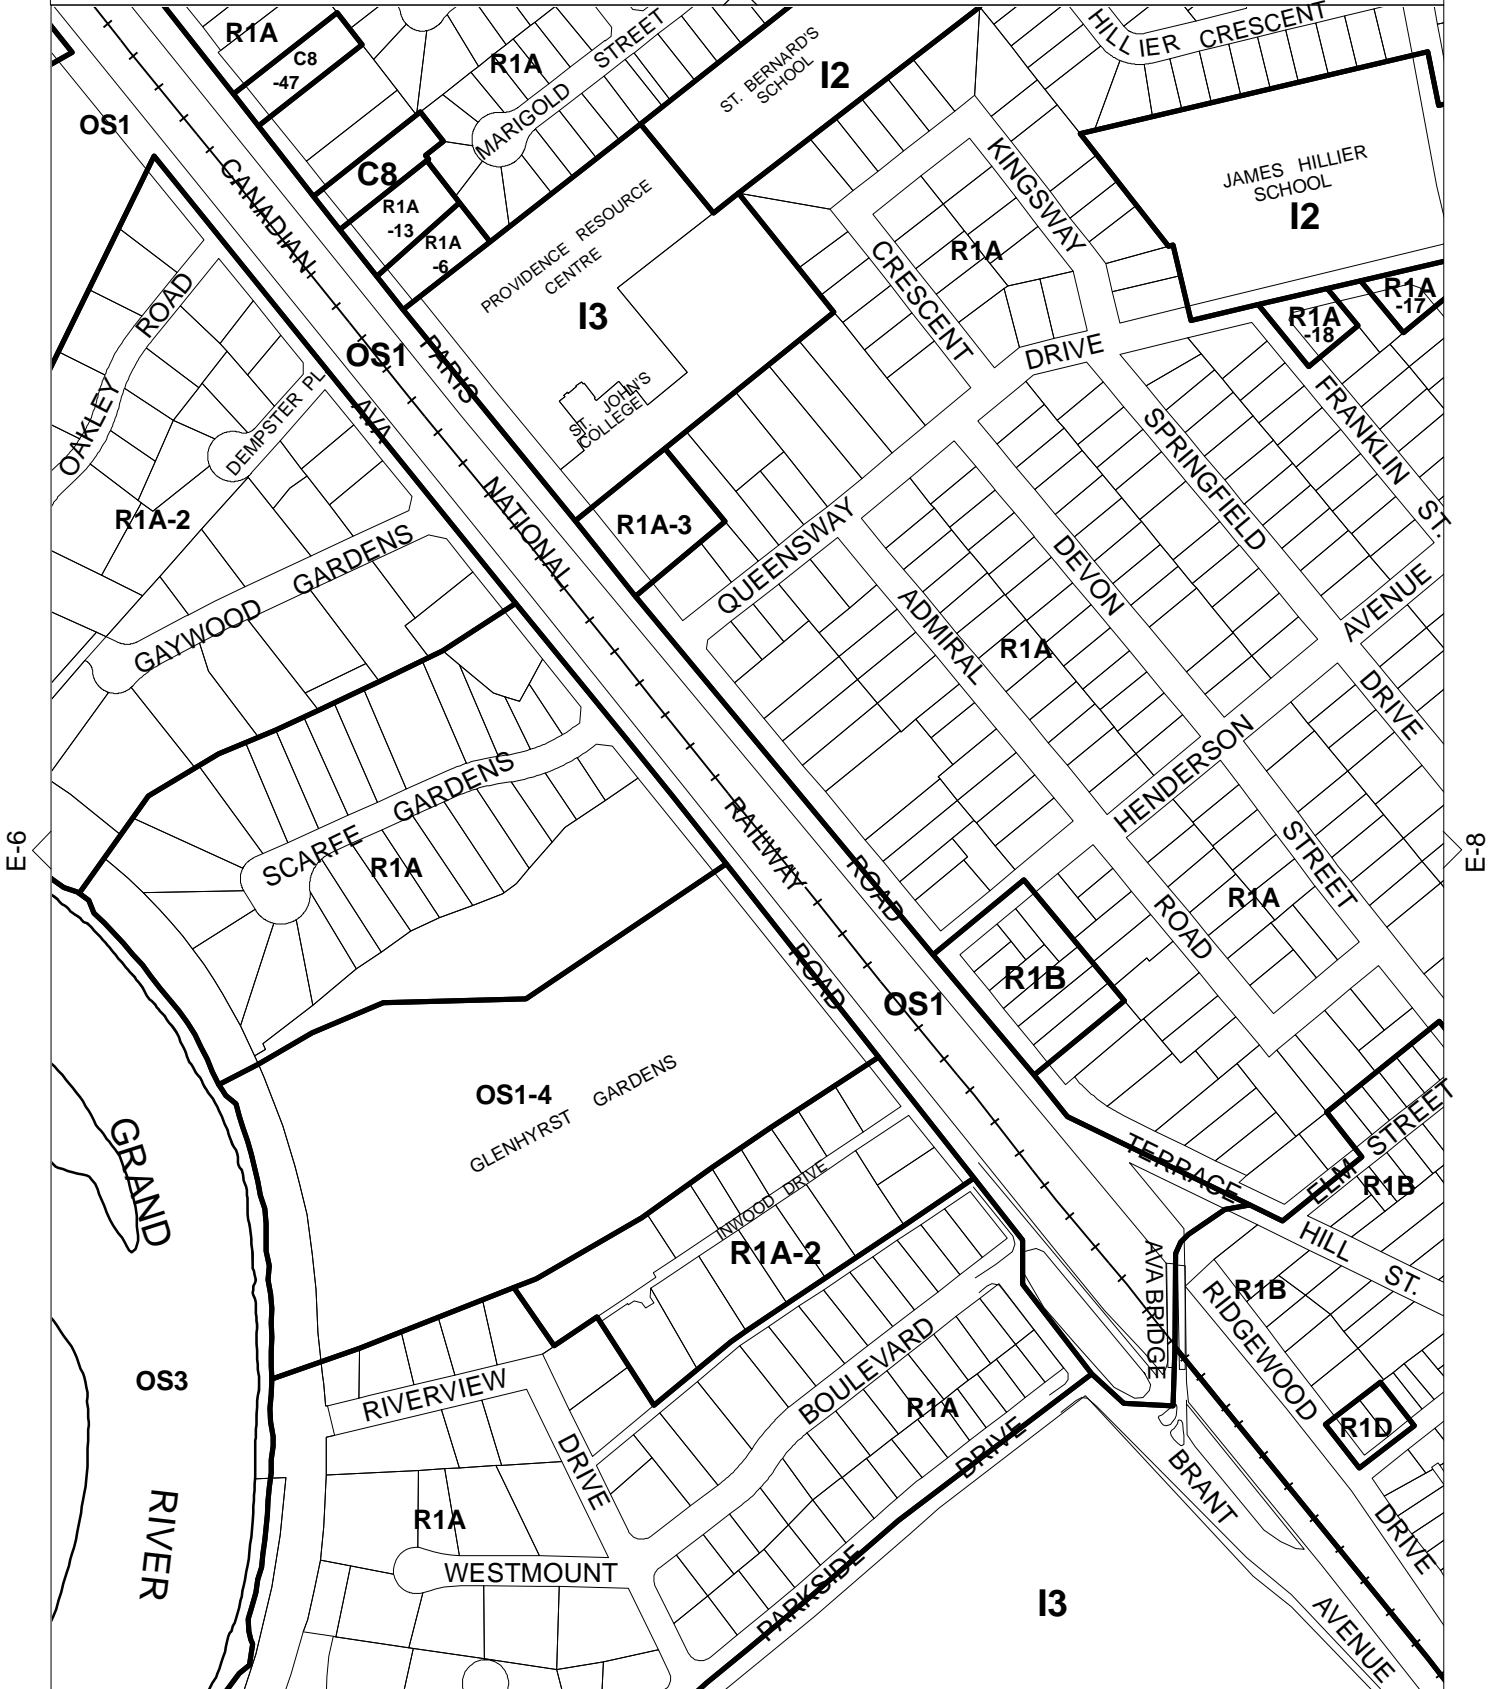 R1A
C8
-47
R1A
MARIGOLD STREET
ST. BERNARD'S
SCHOOL
I2
HILLIER CRESCENT
OS1
CANADIAN
C8
R1A
-13
R1A
-6
PROVIDENCE RESOURCE
CENTRE
I3
KINGSWAY
CRESCENT
R1A
JAMES HILLIER
SCHOOL
I2
R1A
-17
R1A
-18
DRIVE
OAKLEY ROAD
OS1
PARIS
AVA
DEMPSTER PL
ST. JOHN'S
COLLEGE
SPRINGFIELD
FRANKLIN ST.
R1A-2
NATIONAL
R1A-3
QUEENSWAY
DEVON
ADMIRAL
R1A
AVENUE
GAYWOOD GARDENS
DRIVE
HENDERSON
SCARFE GARDENS
R1A
RAILWAY
ROAD
STREET
R1A
ROAD
E-6
E-8
ROAD
OS1
R1B
OS1-4
GLENHYRST GARDENS
GRAND
TERRACE
ELM STREET
R1B
INWOOD DRIVE
R1A-2
AVA BRIDGE
HILL ST.
R1B
RIDGEWOOD
OS3
RIVERVIEW
BOULEVARD
R1A
R1D
DRIVE
DRIVE
BRANT
RIVER
R1A
WESTMOUNT
PARKSIDE
DRIVE
I3
AVENUE